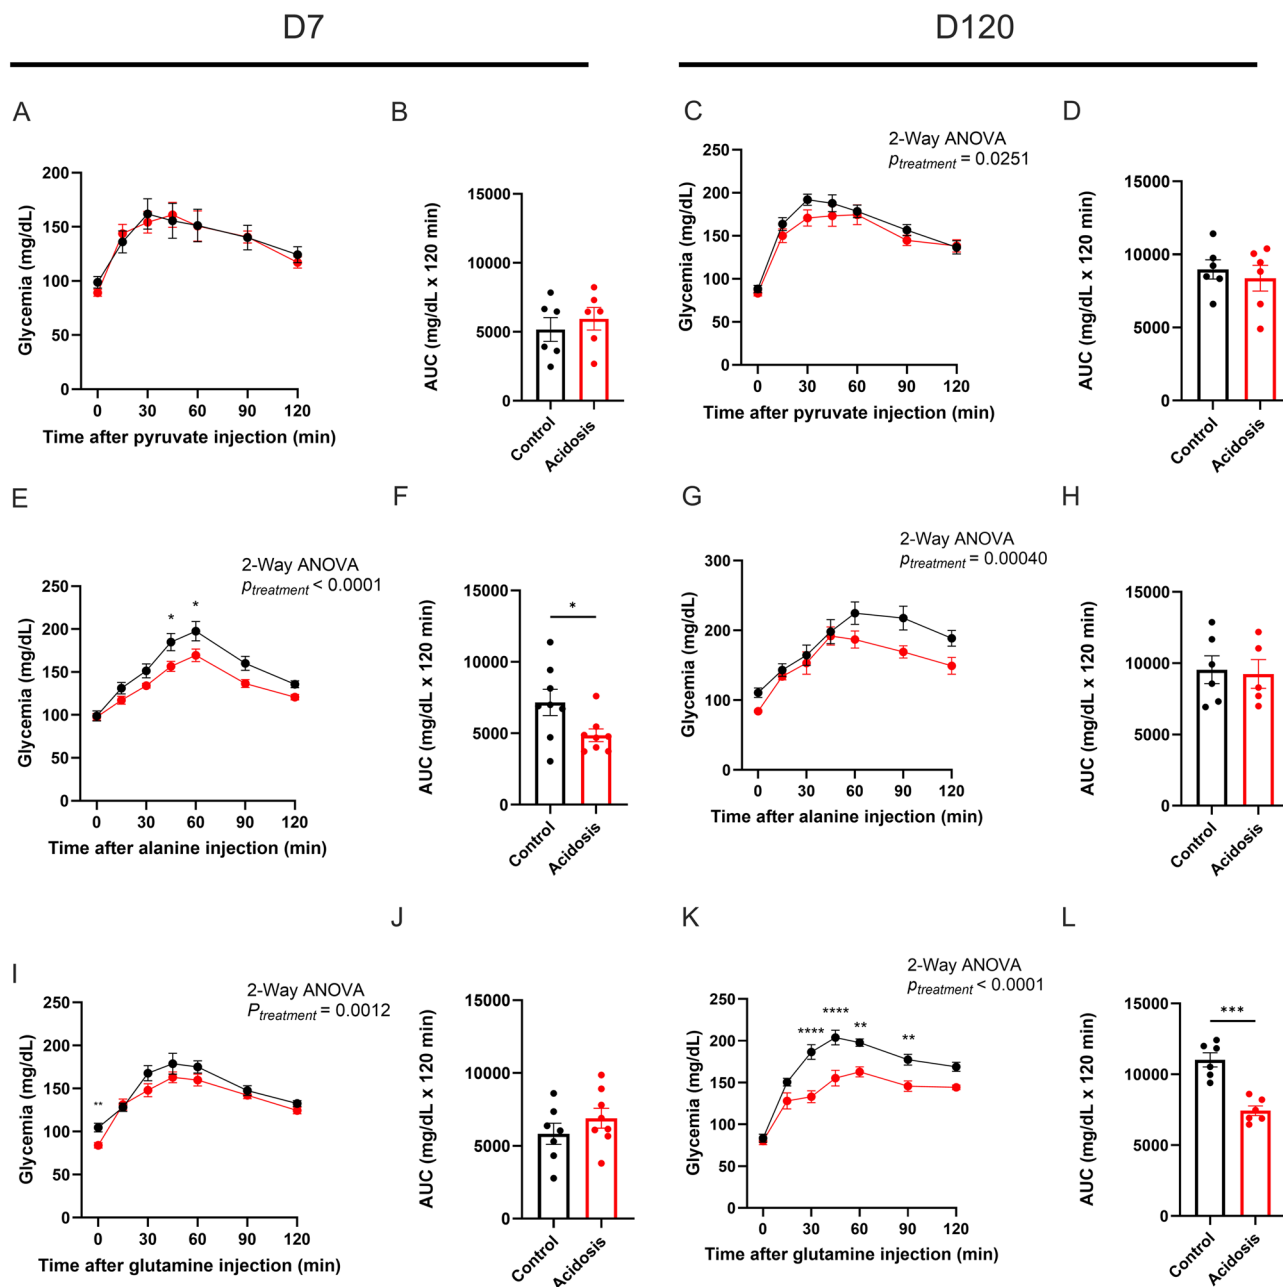 D7
D120
A
Glycemia (mg/dL)
200
150
100
50
0
0 30 60 90 120
Time after pyruvate injection (min)
B
AUC (mg/dL x 120 min)
15000
10000
5000
0
Control
Acidosis
C
2-Way ANOVA
ptreatment = 0.0251
Glycemia (mg/dL)
250
200
150
100
50
0
0 30 60 90 120
Time after pyruvate injection (min)
D
AUC (mg/dL x 120 min)
15000
10000
5000
0
Control
Acidosis
E
2-Way ANOVA
ptreatment < 0.0001
Glycemia (mg/dL)
250
200
150
100
50
0
* *
0 30 60 90 120
Time after alanine injection (min)
F
AUC (mg/dL x 120 min)
15000
10000
5000
0
*
Control
Acidosis
G
2-Way ANOVA
ptreatment = 0.00040
Glycemia (mg/dL)
300
200
100
0
0 30 60 90 120
Time after alanine injection (min)
H
AUC (mg/dL x 120 min)
15000
10000
5000
0
Control
Acidosis
I
2-Way ANOVA
Ptreatment = 0.0012
Glycemia (mg/dL)
250
200
150
100
50
0
**
0 30 60 90 120
Time after glutamine injection (min)
J
AUC (mg/dL x 120 min)
15000
10000
5000
0
Control
Acidosis
K
2-Way ANOVA
ptreatment < 0.0001
Glycemia (mg/dL)
250
200
150
100
50
0
**** **** ** **
0 30 60 90 120
Time after glutamine injection (min)
L
AUC (mg/dL x 120 min)
15000
10000
5000
0
***
Control
Acidosis